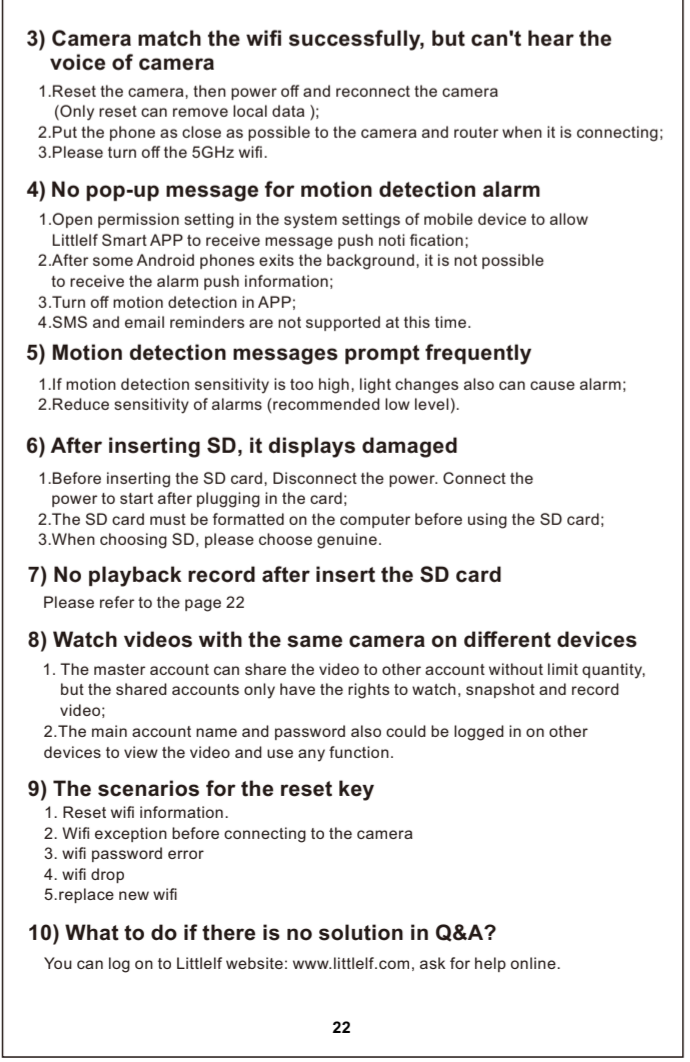 3) Camera match the wifi successfully, but can't hear the
voice of camera
1.Reset the camera, then power off and reconnect the camera
(Only reset can remove local data );
2.Put the phone as close as possible to the camera and router when it is connecting;
3.Please turn off the 5GHz wifi.
4) No pop-up message for motion detection alarm
1.Open permission setting in the system settings of mobile device to allow
Littlelf Smart APP to receive message push noti fication;
2.After some Android phones exits the background, it is not possible
to receive the alarm push information;
3.Turn off motion detection in APP;
4.SMS and email reminders are not supported at this time.
5) Motion detection messages prompt frequently
1.If motion detection sensitivity is too high, light changes also can cause alarm;
2.Reduce sensitivity of alarms (recommended low level).
6) After inserting SD, it displays damaged
1.Before inserting the SD card, Disconnect the power. Connect the
power to start after plugging in the card;
2.The SD card must be formatted on the computer before using the SD card;
3.When choosing SD, please choose genuine.
7) No playback record after insert the SD card
Please refer to the page 22
8) Watch videos with the same camera on different devices
1. The master account can share the video to other account without limit quantity,
but the shared accounts only have the rights to watch, snapshot and record
video;
2.The main account name and password also could be logged in on other
devices to view the video and use any function.
9) The scenarios for the reset key
1. Reset wifi information.
2. Wifi exception before connecting to the camera
3. wifi password error
4. wifi drop
5.replace new wifi
10) What to do if there is no solution in Q&A?
You can log on to Littlelf website: www.littlelf.com, ask for help online.
22